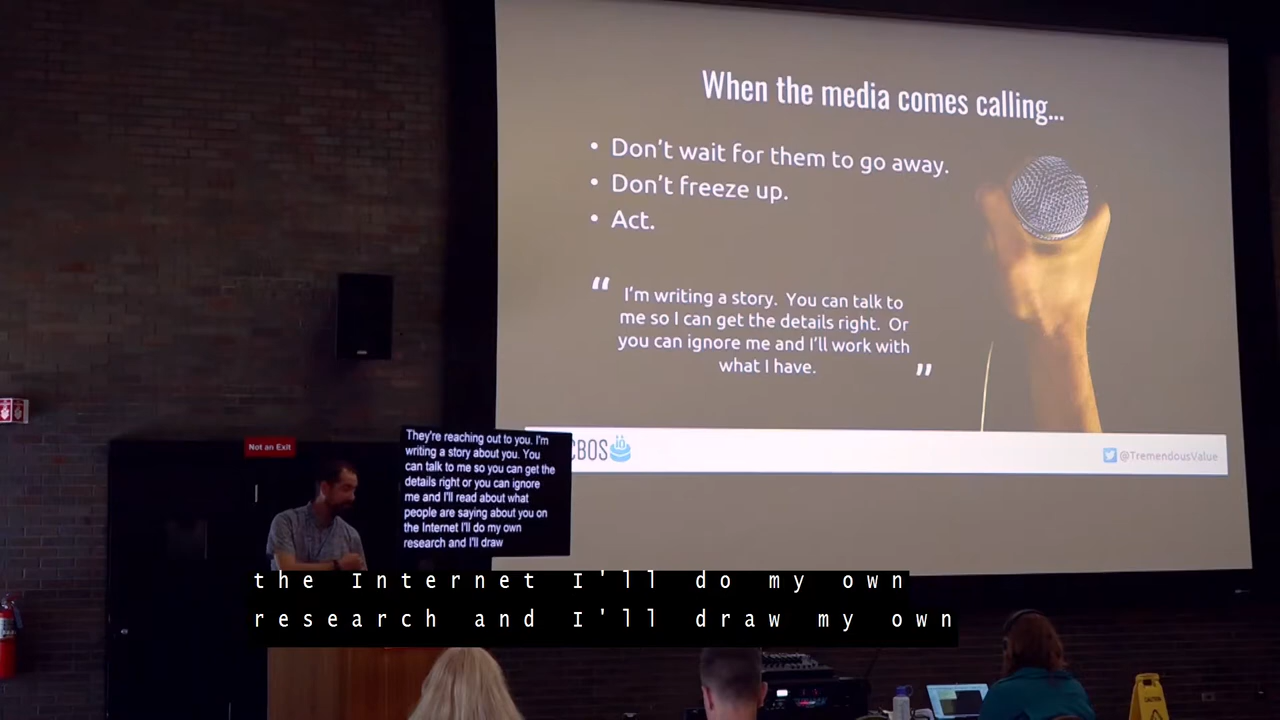 When the media comes calling...
• Don't wait for them to go away.
• Don't freeze up.
• Act.
“ I'm writing a story. You can talk to
me so I can get the details right. Or
you can ignore me and I'll work with
what I have. ”
CBOS
@TremendousValue
Not an Exit
They're reaching out to you. I'm
writing a story about you. You
can talk to me so you can get the
details right or you can ignore
me and I'll read about what
people are saying about you on
the Internet I'll do my own
research and I'll draw
the Internet I'll do my own
research and I'll draw my own
CAUTION